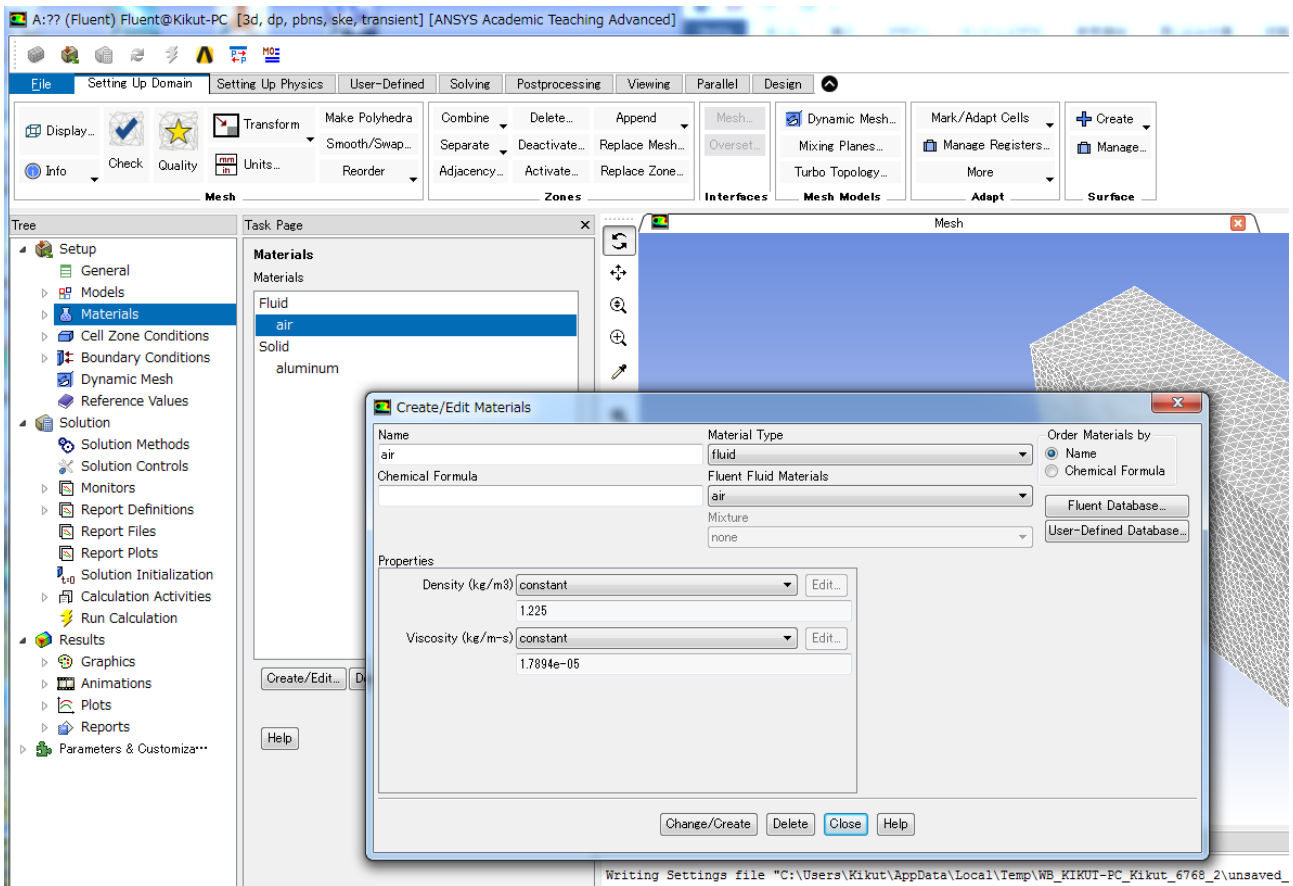 A:?? (Fluent) Fluent@Kikut-PC [3d, dp, pbns, ske, transient] [ANSYS Academic Teaching Advanced]
File Setting Up Domain Setting Up Physics User-Defined Solving Postprocessing Viewing Parallel Design
Display... Transform Make Polyhedra Combine Delete... Append Mesh... Dynamic Mesh... Mark/Adapt Cells Create
Smooth/Swap... Separate Deactivate... Replace Mesh... Overset... Mixing Planes... Manage Registers... Manage...
Info Check Quality Units... Reorder Adjacency... Activate... Replace Zone... Turbo Topology... More
Mesh Zones Interfaces Mesh Models Adapt Surface
Tree
Setup
General
Models
Materials
Cell Zone Conditions
Boundary Conditions
Dynamic Mesh
Reference Values
Solution
Solution Methods
Solution Controls
Monitors
Report Definitions
Report Files
Report Plots
Solution Initialization
Calculation Activities
Run Calculation
Results
Graphics
Animations
Plots
Reports
Parameters & Customiza···
Task Page
Materials
Materials
Fluid
air
Solid
aluminum
Create/Edit...
Help
Mesh
Create/Edit Materials
Name
air
Chemical Formula
Material Type
fluid
Fluent Fluid Materials
air
Mixture
none
Order Materials by
Name
Chemical Formula
Fluent Database...
User-Defined Database...
Properties
Density (kg/m3) constant Edit...
1.225
Viscosity (kg/m-s) constant Edit...
1.7894e-05
Change/Create Delete Close Help
Writing Settings file "C:\Users\Kikut\AppData\Local\Temp\WB_KIKUT-PC_Kikut_6768_2\unsaved_